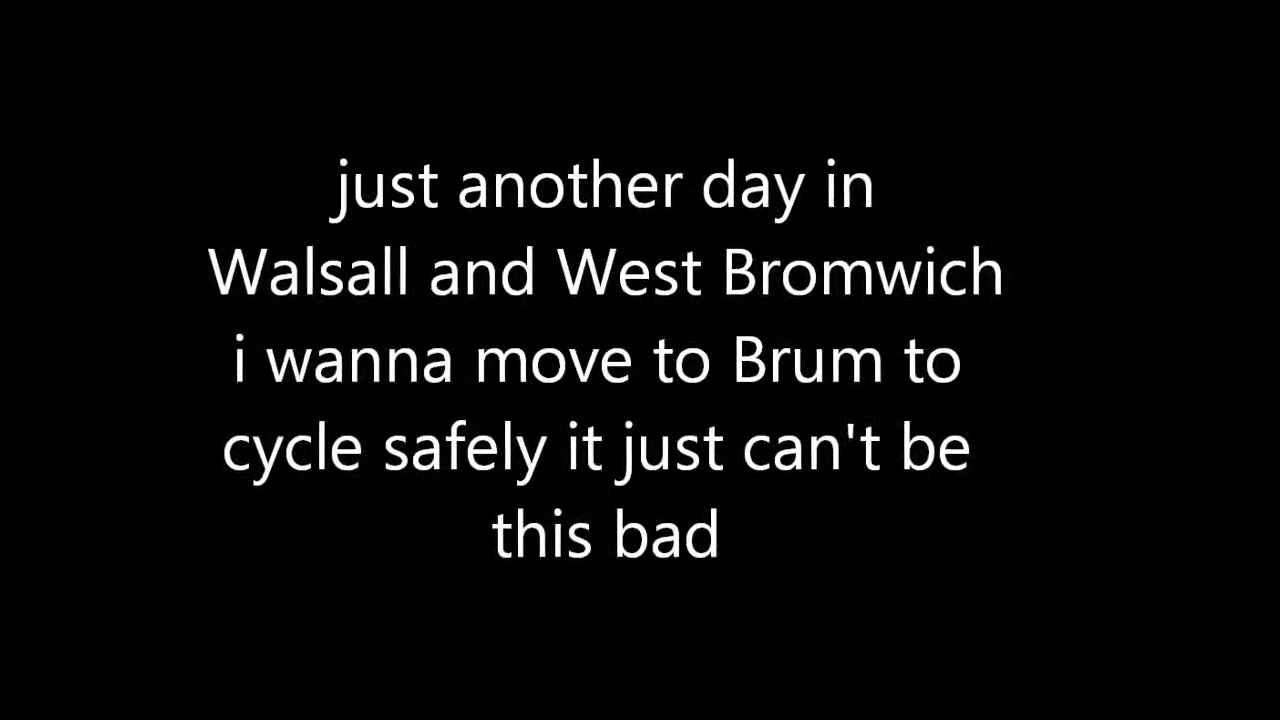 just another day in
Walsall and West Bromwich
i wanna move to Brum to
cycle safely it just can't be
this bad